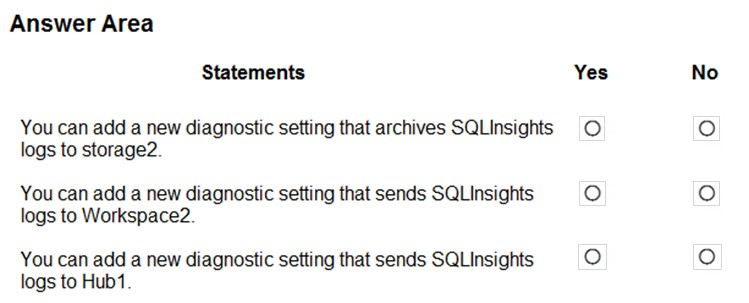 Answer Area
Statements Yes No
You can add a new diagnostic setting that archives SQLInsights
logs to storage2.
You can add a new diagnostic setting that sends SQLInsights
logs to Workspace2.
You can add a new diagnostic setting that sends SQLInsights
logs to Hub1.